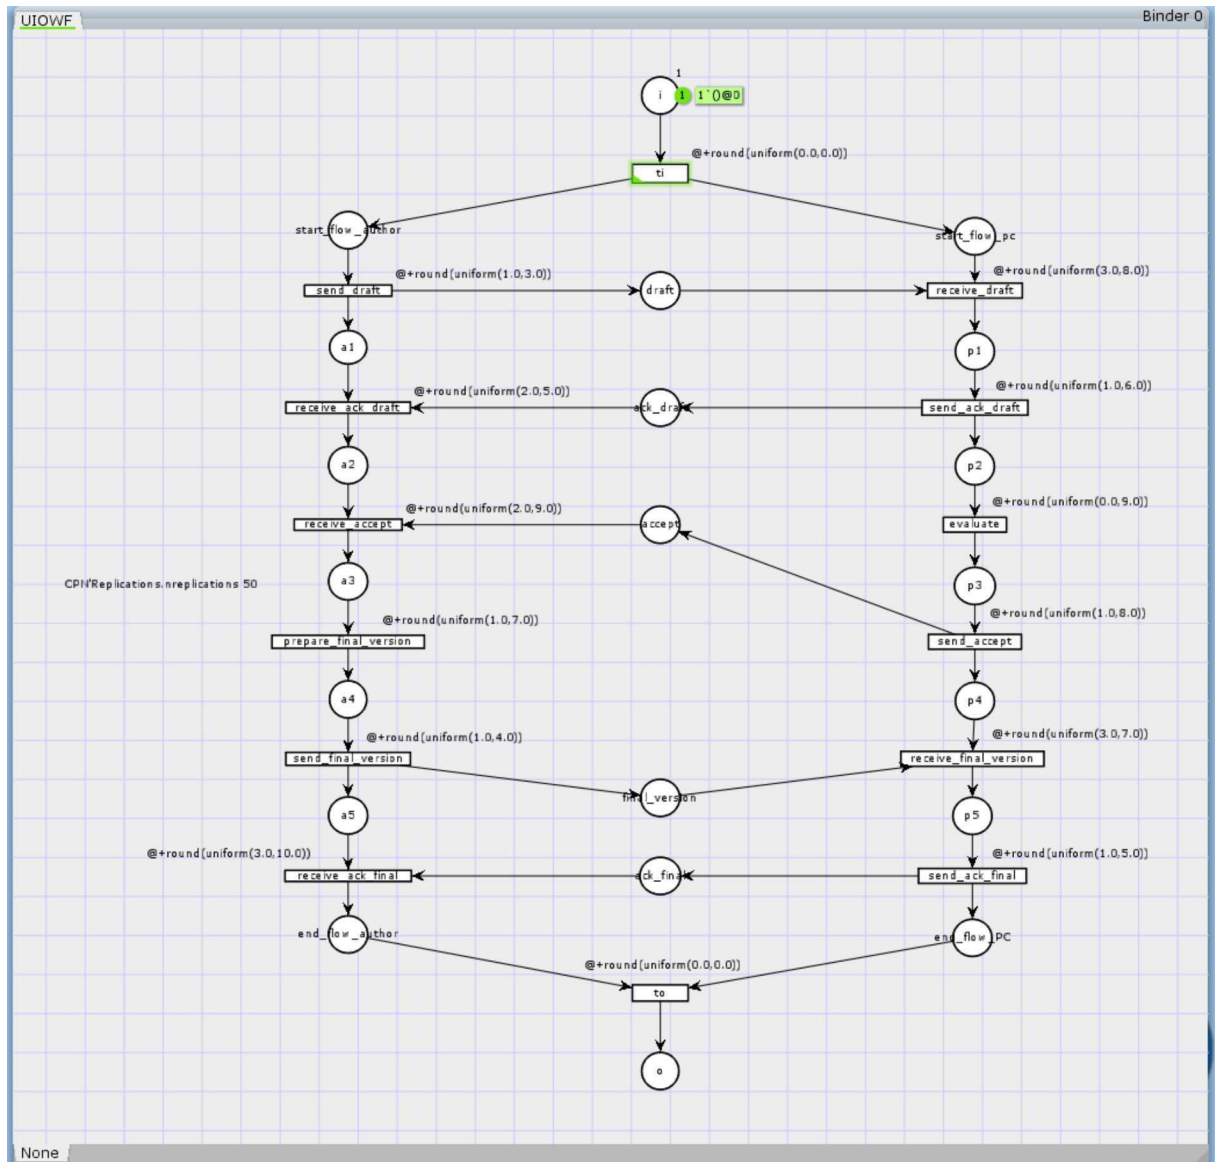 UIOWF
Binder 0
1
i
1
1`()@0
@+round(uniform(0.0,0.0))
ti
start_flow_author
start_flow_pc
@+round(uniform(1.0,3.0))
@+round(uniform(3.0,8.0))
send_draft
draft
receive_draft
a1
p1
@+round(uniform(2.0,5.0))
@+round(uniform(1.0,6.0))
receive_ack_draft
ack_draft
send_ack_draft
a2
p2
@+round(uniform(2.0,9.0))
@+round(uniform(0.0,9.0))
receive_accept
accept
evaluate
CPN'Replications.nreplications 50
a3
p3
@+round(uniform(1.0,7.0))
@+round(uniform(1.0,8.0))
prepare_final_version
send_accept
a4
p4
@+round(uniform(1.0,4.0))
@+round(uniform(3.0,7.0))
send_final_version
receive_final_version
final_version
a5
p5
@+round(uniform(3.0,10.0))
@+round(uniform(1.0,5.0))
receive_ack_final
ack_final
send_ack_final
end_flow_author
end_flow_PC
@+round(uniform(0.0,0.0))
to
o
None